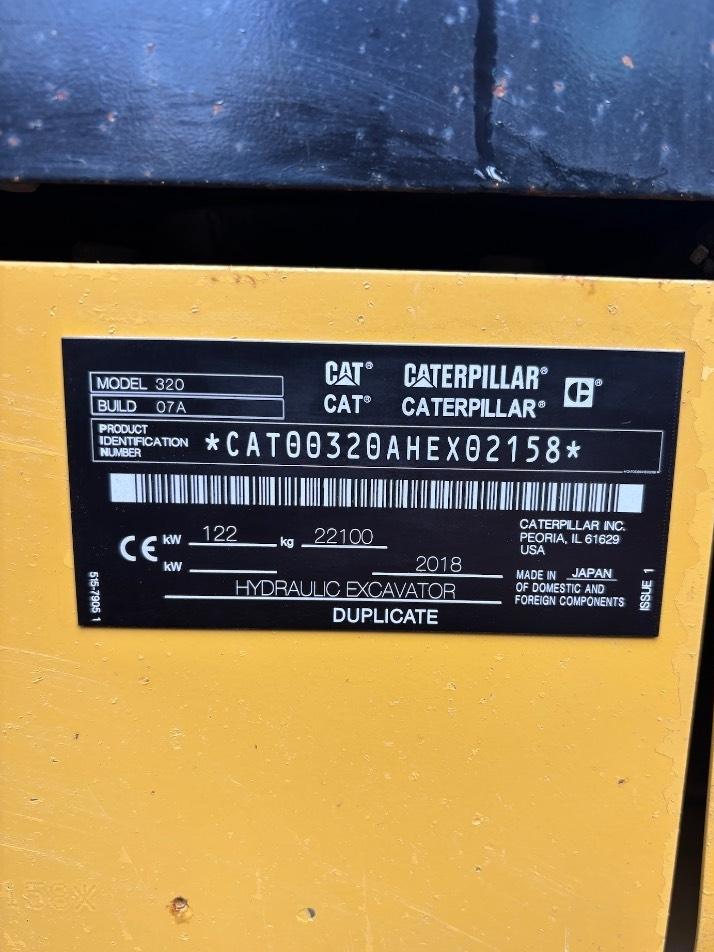 MODEL 320
BUILD 07A
CAT® CATERPILLAR® C®
CAT® CATERPILLAR®
PRODUCT
IDENTIFICATION
NUMBER
*CAT00320AHEX02158*
CE kW 122 kg 22100
kW 2018
HYDRAULIC EXCAVATOR
DUPLICATE
CATERPILLAR INC.
PEORIA, IL 61629
USA
MADE IN JAPAN
OF DOMESTIC AND
FOREIGN COMPONENTS
515-7905 1
ISSUE 1
158*